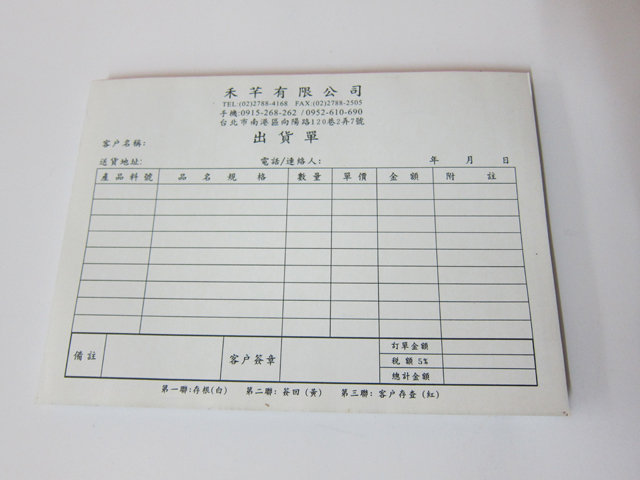 禾芊有限公司
TEL:(02)2788-4168 FAX:(02)2788-2505
手機:0915-268-262 / 0952-610-690
台北市南港區向陽路120巷2弄7號
出貨單
客户名稱:
送貨地址: 電話/連絡人: 年 月 日
產品料號 品名規格 數量 單價 金額 附註
備註 客户簽章 訂單金額
稅額 5%
總計金額
第一聯:存根(白) 第二聯: 簽回 (黃) 第三聯: 客户存查 (紅)